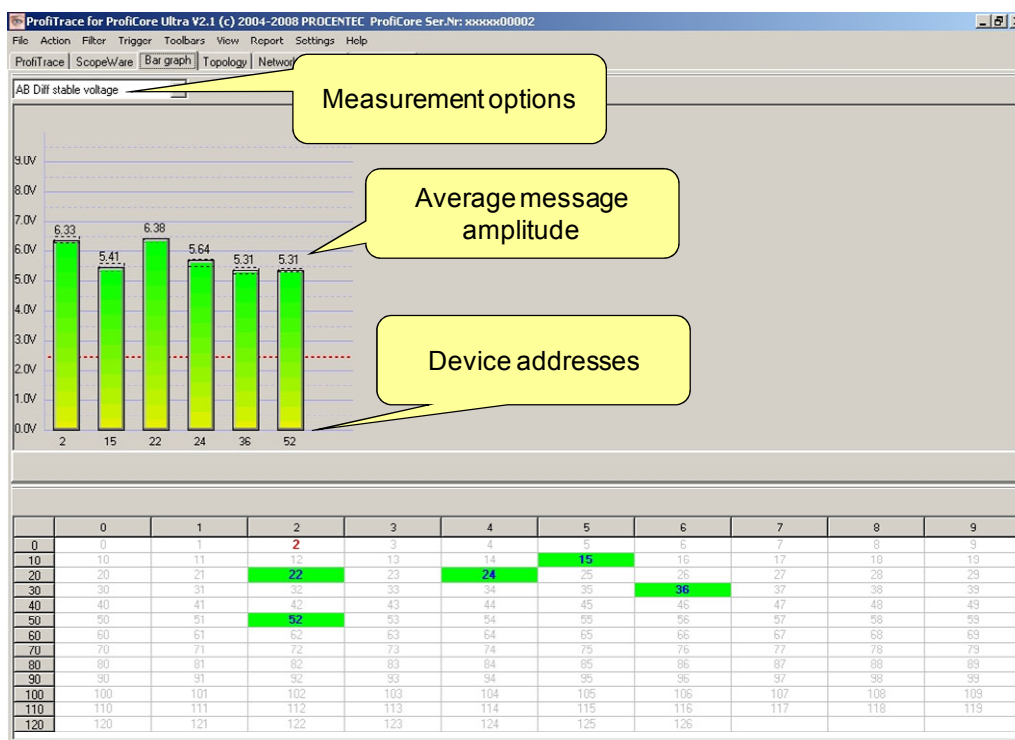 ProfiTrace for ProfiCore Ultra V2.1 (c) 2004-2008 PROCENTEC ProfiCore Ser.Nr: xxxxx00002
File Action Filter Trigger Toolbars View Report Settings Help
ProfiTrace ScopeWare Bar graph Topology Networ
AB Diff stable voltage
Measurement options
9.0V
8.0V
7.0V
6.0V
5.0V
4.0V
3.0V
2.0V
1.0V
0.0V
6.33 5.41 6.38 5.64 5.31 5.31
Average message
amplitude
Device addresses
2 15 22 24 36 52
0 1 2 3 4 5 6 7 8 9
0 0 1 2 3 4 5 6 7 8 9
10 10 11 12 13 14 15 16 17 18 19
20 20 21 22 23 24 25 26 27 28 29
30 30 31 32 33 34 35 36 37 38 39
40 40 41 42 43 44 45 46 47 48 49
50 50 51 52 53 54 55 56 57 58 59
60 60 61 62 63 64 65 66 67 68 69
70 70 71 72 73 74 75 76 77 78 79
80 80 81 82 83 84 85 86 87 88 89
90 90 91 92 93 94 95 96 97 98 99
100 100 101 102 103 104 105 106 107 108 109
110 110 111 112 113 114 115 116 117 118 119
120 120 121 122 123 124 125 126